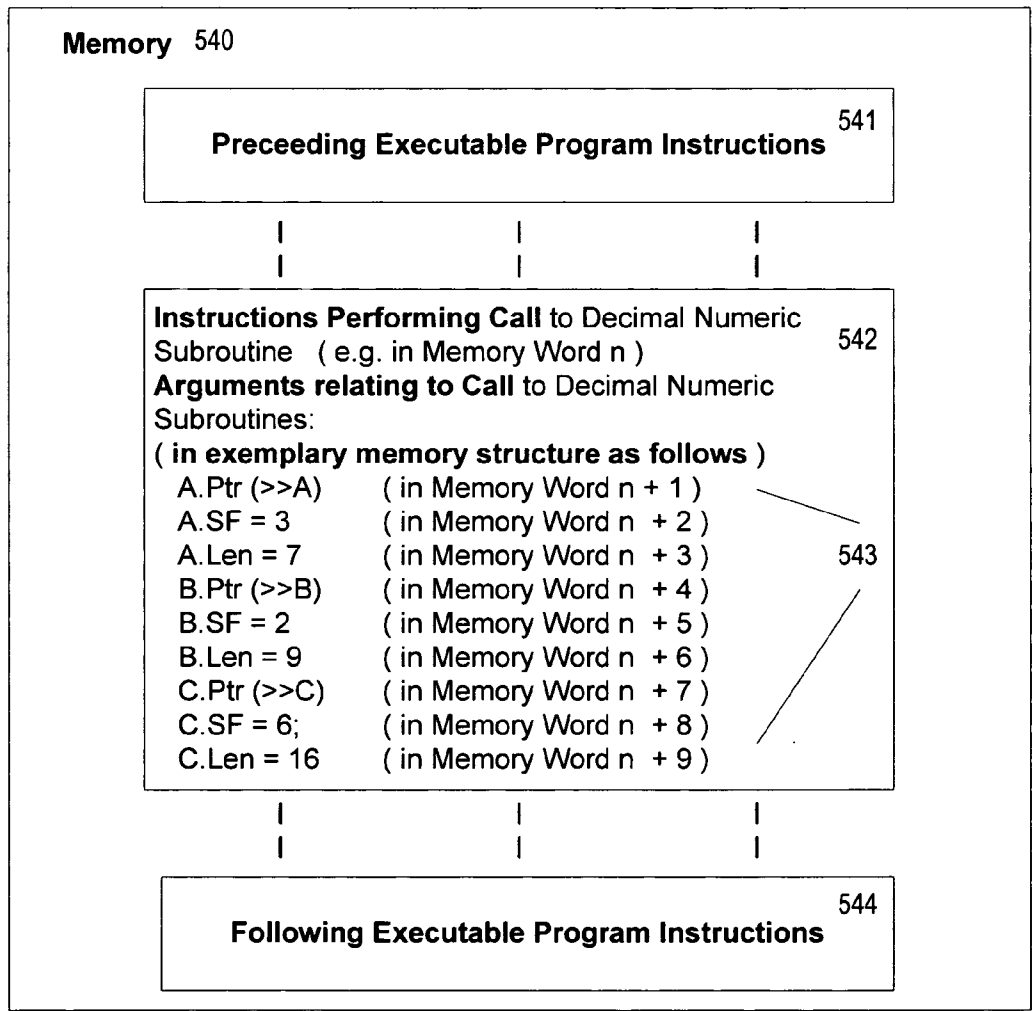 Memory 540
541
Preceeding Executable Program Instructions
Instructions Performing Call to Decimal Numeric
Subroutine ( e.g. in Memory Word n )
542
Arguments relating to Call to Decimal Numeric
Subroutines:
( in exemplary memory structure as follows )
A.Ptr (>>A) ( in Memory Word n + 1 )
A.SF = 3 ( in Memory Word n + 2 )
A.Len = 7 ( in Memory Word n + 3 )
543
B.Ptr (>>B) ( in Memory Word n + 4 )
B.SF = 2 ( in Memory Word n + 5 )
B.Len = 9 ( in Memory Word n + 6 )
C.Ptr (>>C) ( in Memory Word n + 7 )
C.SF = 6; ( in Memory Word n + 8 )
C.Len = 16 ( in Memory Word n + 9 )
544
Following Executable Program Instructions